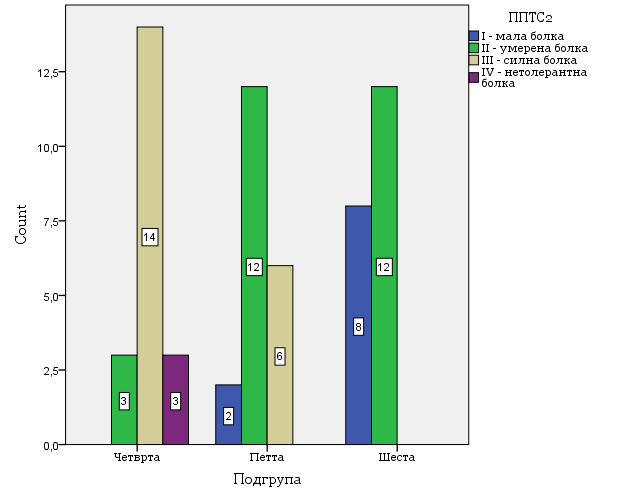 ППТС2
I - мала болка
II - умерена болка
III - силна болка
IV - нетолерантна
болка
12,5
10,0
7,5
5,0
2,5
0,0
Count
14
3
3
12
2
6
12
8
Четврта
Петта
Шеста
Подгрупа